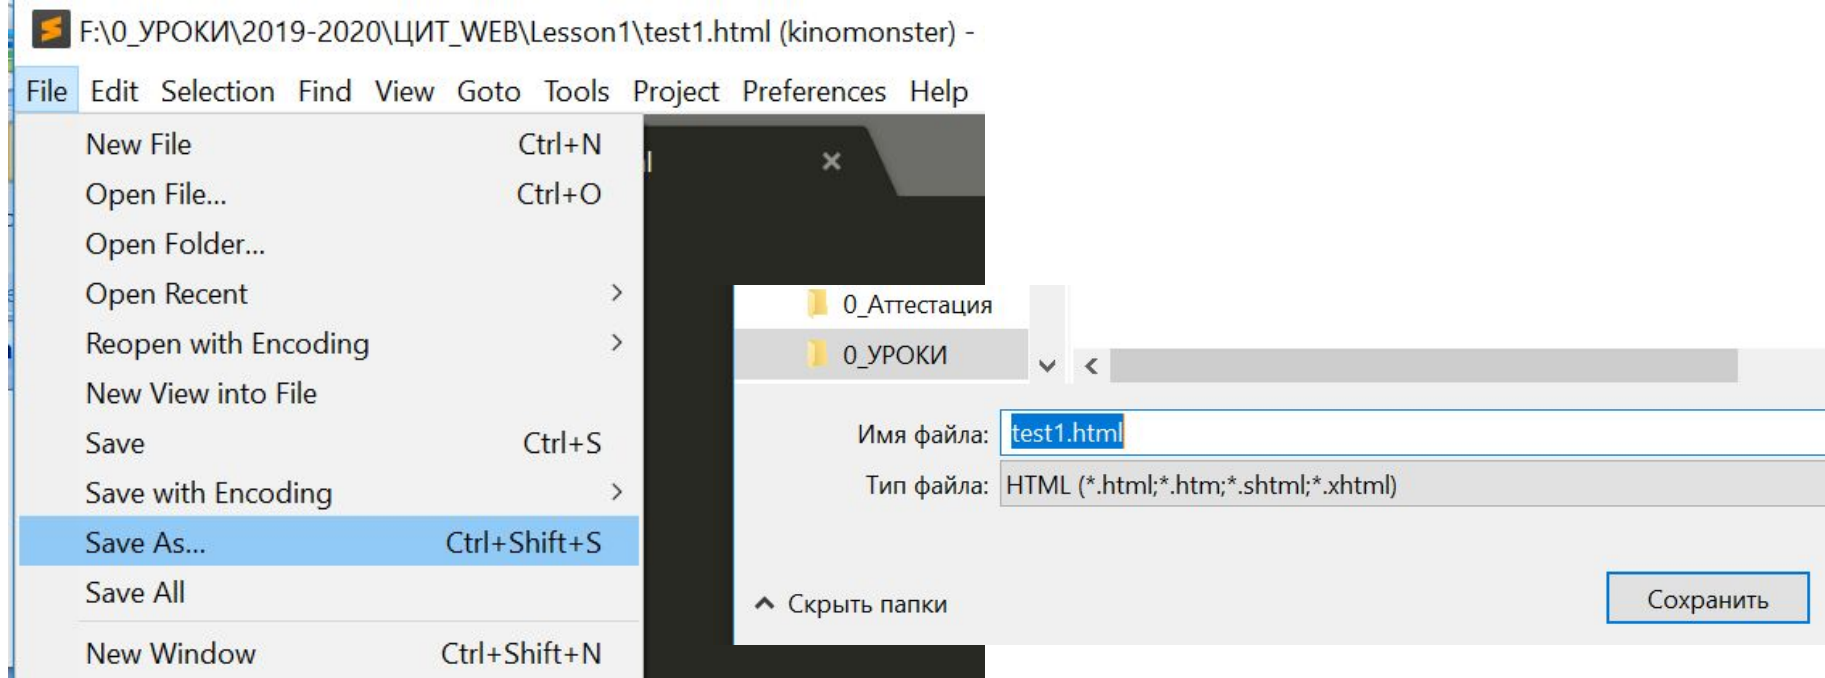 F:\0_УРОКИ\2019-2020\ЦИТ_WEB\Lesson1\test1.html (kinomonster) -
File Edit Selection Find View Goto Tools Project Preferences Help
New File Ctrl+N
Open File... Ctrl+O
Open Folder...
Open Recent
Reopen with Encoding
New View into File
Save Ctrl+S
Save with Encoding
Save As... Ctrl+Shift+S
Save All
New Window Ctrl+Shift+N
0_Аттестация
0_УРОКИ
Имя файла: test1.html
Тип файла: HTML (*.html;*.htm;*.shtml;*.xhtml)
Скрыть папки
Сохранить